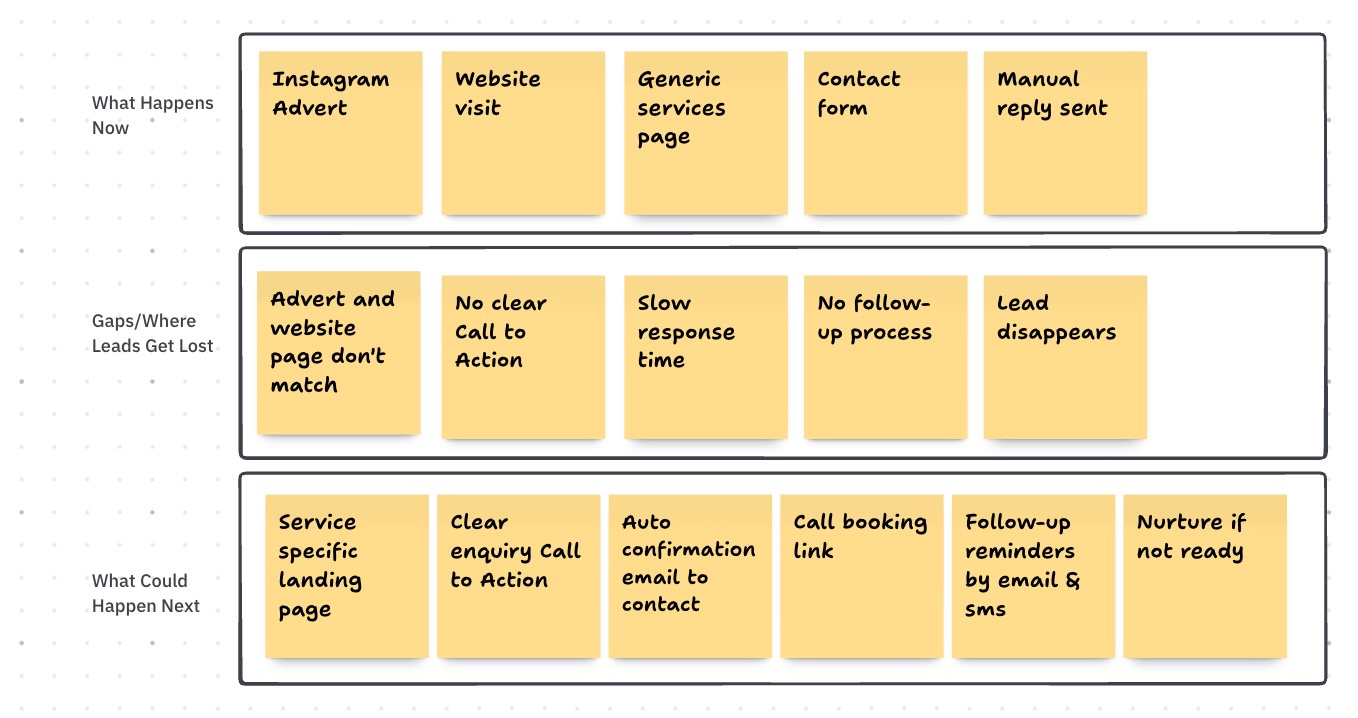 What Happens
Now
Instagram
Advert
Website
visit
Generic
services
page
Contact
form
Manual
reply sent
Gaps/Where
Leads Get Lost
Advert and
website
page don't
match
No clear
Call to
Action
Slow
response
time
No follow-
up process
Lead
disappears
What Could
Happen Next
Service
specific
landing
page
Clear
enquiry Call
to Action
Auto
confirmation
email to
contact
Call booking
link
Follow-up
reminders
by email &
sms
Nurture if
not ready